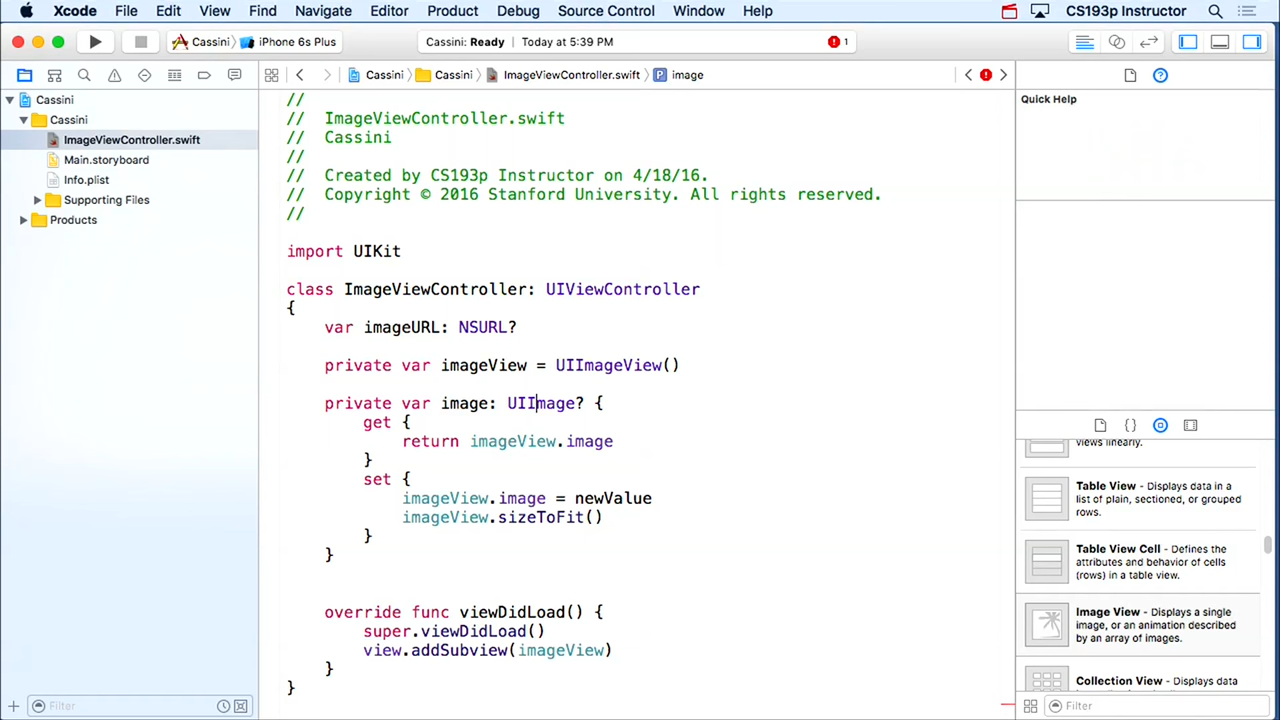 Xcode File Edit View Find Navigate Editor Product Debug Source Control Window Help CS193p Instructor
Cassini iPhone 6s Plus Cassini: Ready Today at 5:39 PM 1
Cassini Cassini ImageViewController.swift P image
Cassini
Cassini
ImageViewController.swift
Main.storyboard
Info.plist
Supporting Files
Products
Filter
//
// ImageViewController.swift
// Cassini
//
// Created by CS193p Instructor on 4/18/16.
// Copyright © 2016 Stanford University. All rights reserved.
//
import UIKit
class ImageViewController: UIViewController
{
var imageURL: NSURL?
private var imageView = UIImageView()
private var image: UIImage? {
get {
return imageView.image
}
set {
imageView.image = newValue
imageView.sizeToFit()
}
}
override func viewDidLoad() {
super.viewDidLoad()
view.addSubview(imageView)
}
}
Quick Help
views linearly.
Table View - Displays data in a
list of plain, sectioned, or grouped
rows.
Table View Cell - Defines the
attributes and behavior of cells
(rows) in a table view.
Image View - Displays a single
image, or an animation described
by an array of images.
Collection View - Displays data
Filter